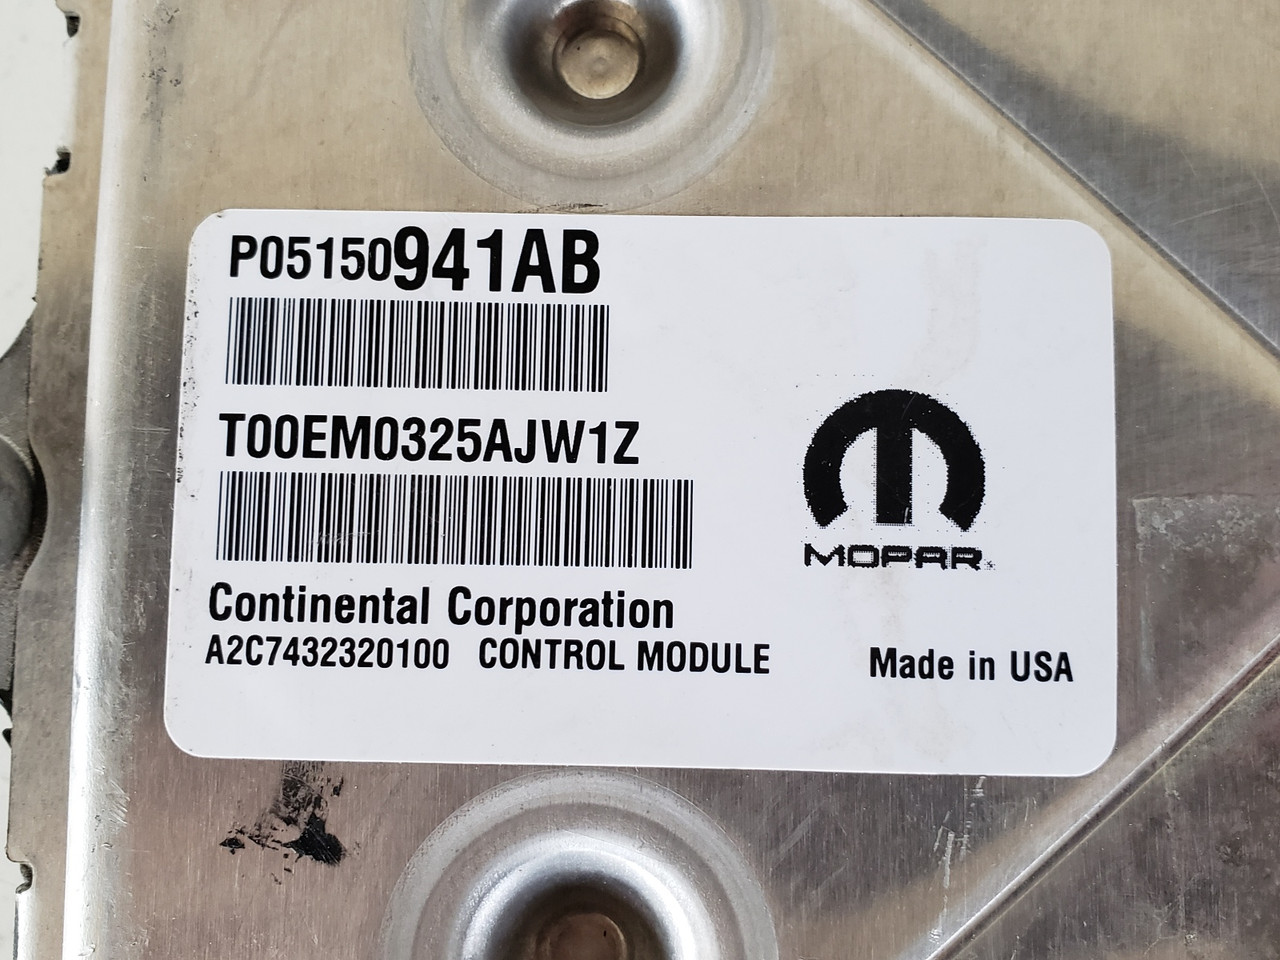 P05150941AB
T00EM0325AJW1Z
MOPAR
Continental Corporation
A2C7432320100 CONTROL MODULE
Made in USA